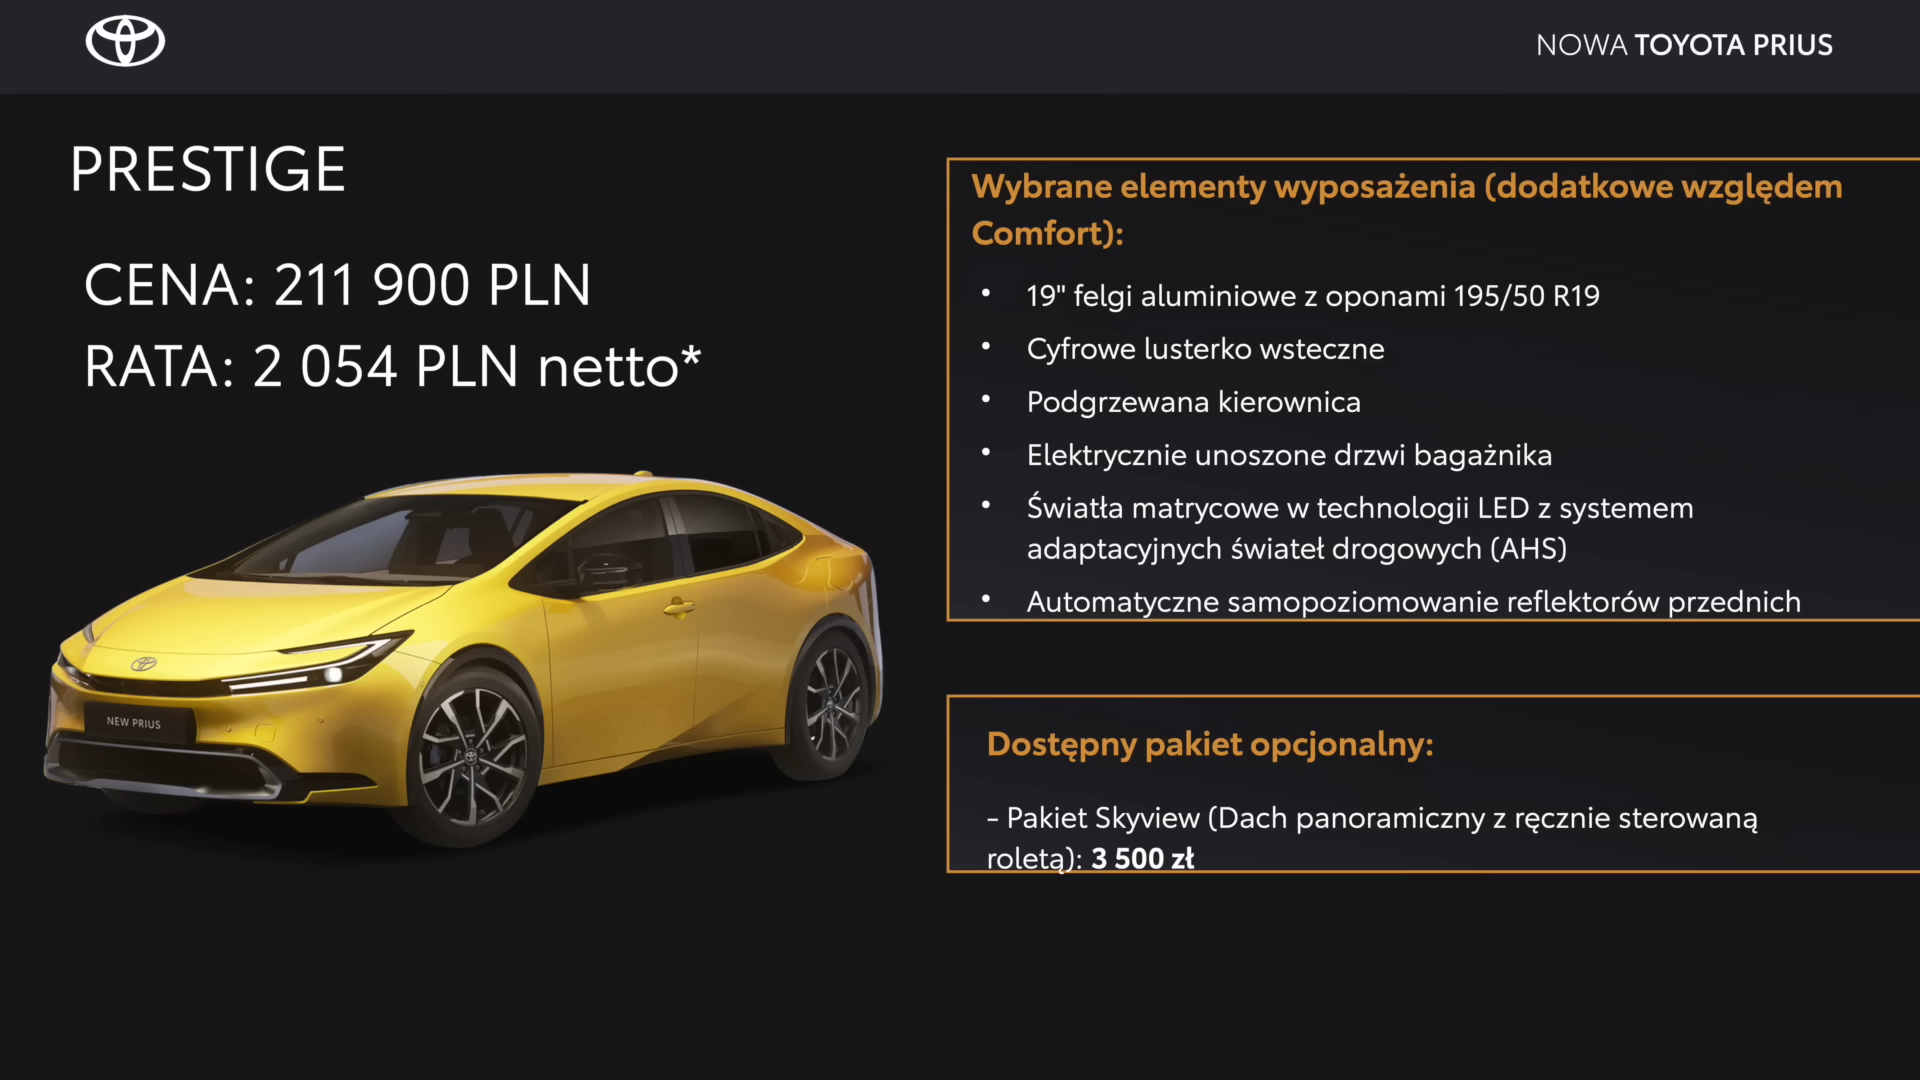 NOWA TOYOTA PRIUS
PRESTIGE
CENA: 211 900 PLN
RATA: 2 054 PLN netto*
Wybrane elementy wyposażenia (dodatkowe względem
Comfort):
• 19" felgi aluminiowe z oponami 195/50 R19
• Cyfrowe lusterko wsteczne
• Podgrzewana kierownica
• Elektrycznie unoszone drzwi bagażnika
• Światła matrycowe w technologii LED z systemem
adaptacyjnych świateł drogowych (AHS)
• Automatyczne samopoziomowanie reflektorów przednich
NEW PRIUS
Dostępny pakiet opcjonalny:
- Pakiet Skyview (Dach panoramiczny z ręcznie sterowaną
roletą): 3 500 zł